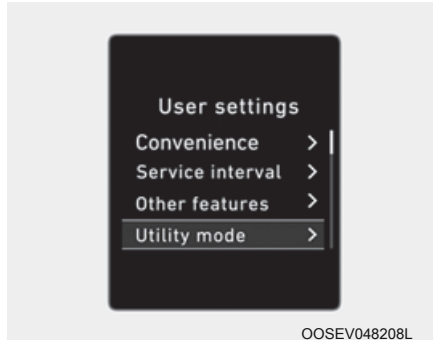 User settings
Convenience >
Service interval >
Other features >
Utility mode >
OOSEV048208L